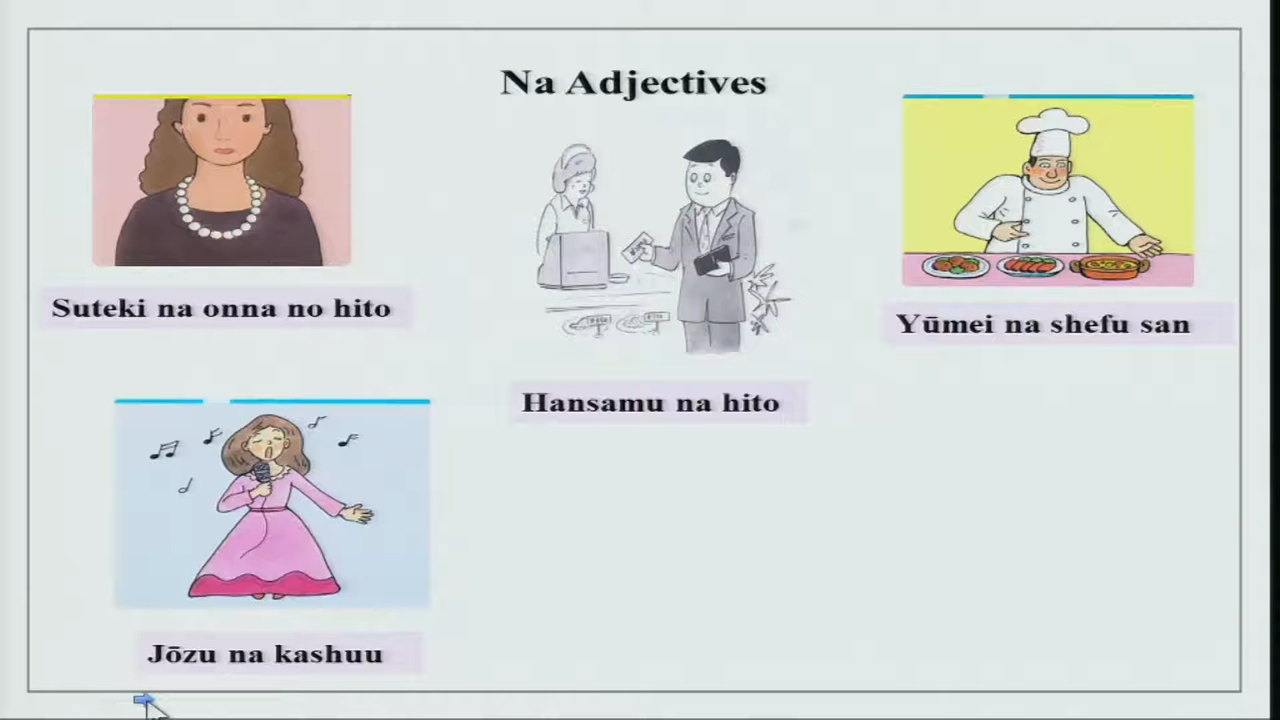 Na Adjectives
Suteki na onna no hito
Yūmei na shefu san
Hansamu na hito
Jōzu na kashuu